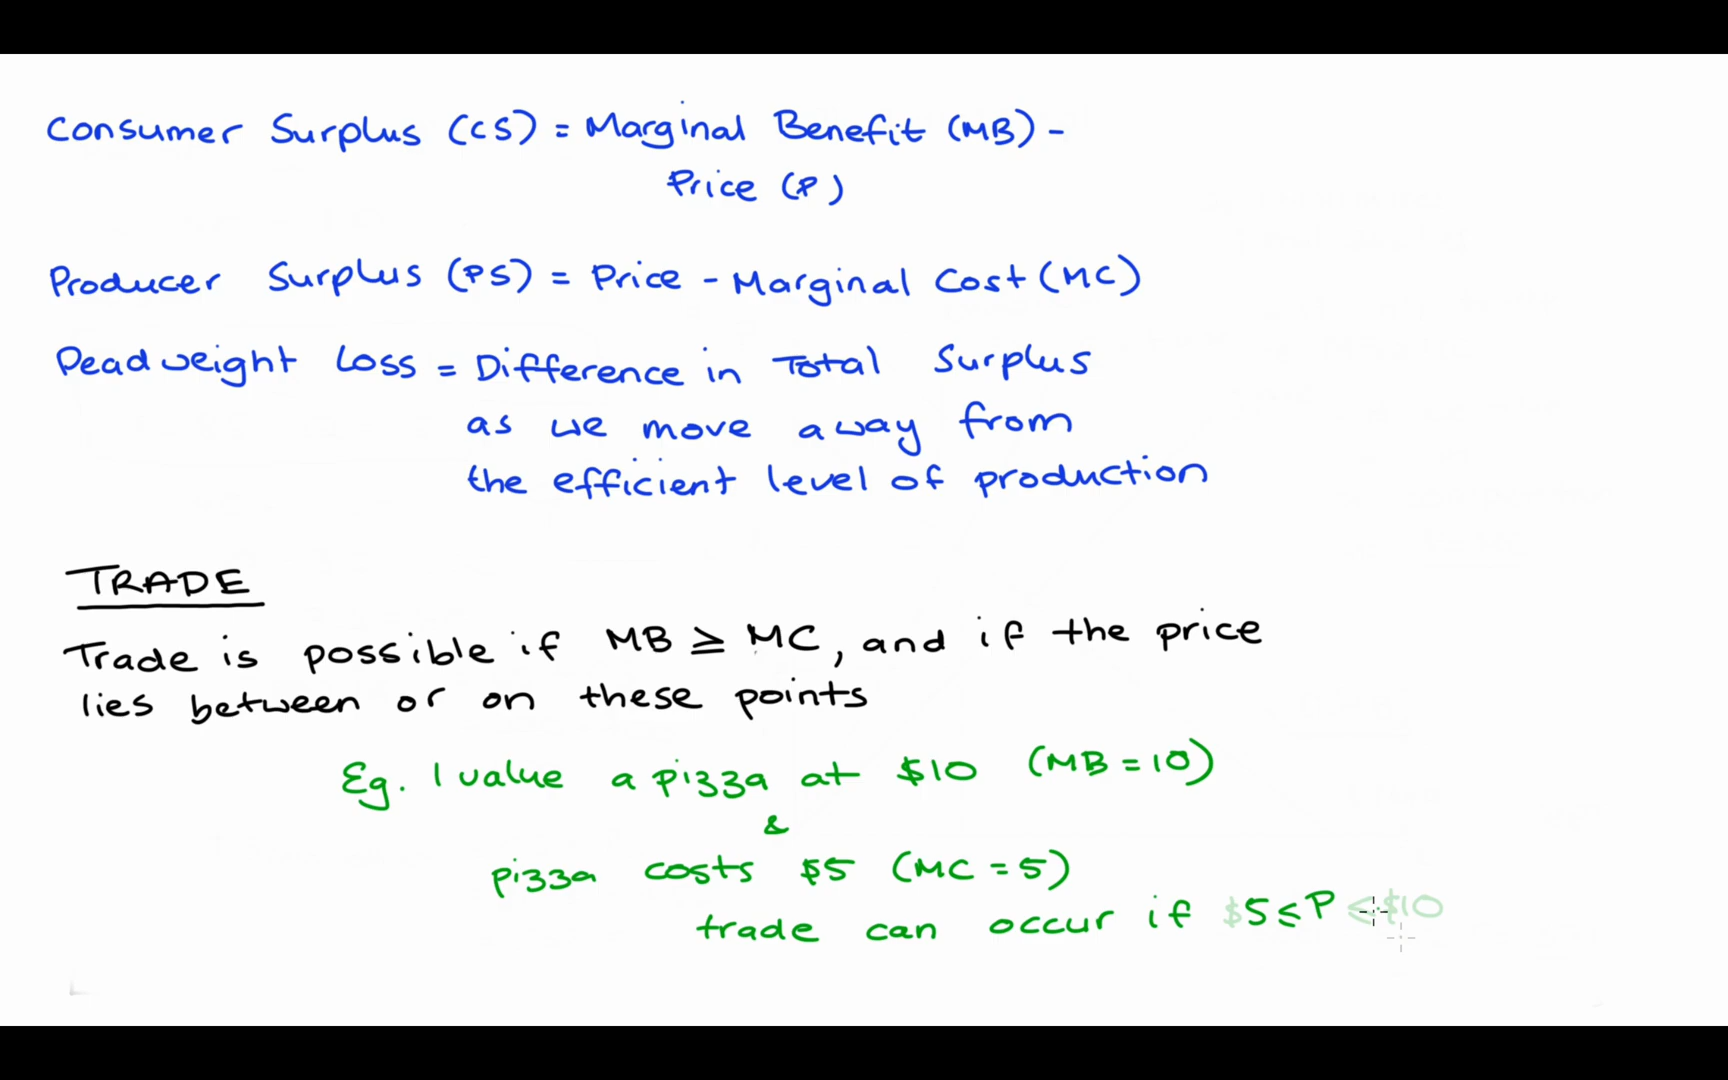 Consumer Surplus (CS) = Marginal Benefit (MB) -
Price (P)
Producer Surplus (PS) = Price - Marginal Cost (MC)
Deadweight Loss = Difference in Total Surplus
as we move away from
the efficient level of production
TRADE
Trade is possible if MB ≥ MC, and if the price
lies between or on these points
Eg. I value a pizza at $10 (MB = 10)
&
pizza costs $5 (MC = 5)
trade can occur if $5 ≤ P ≤ $10